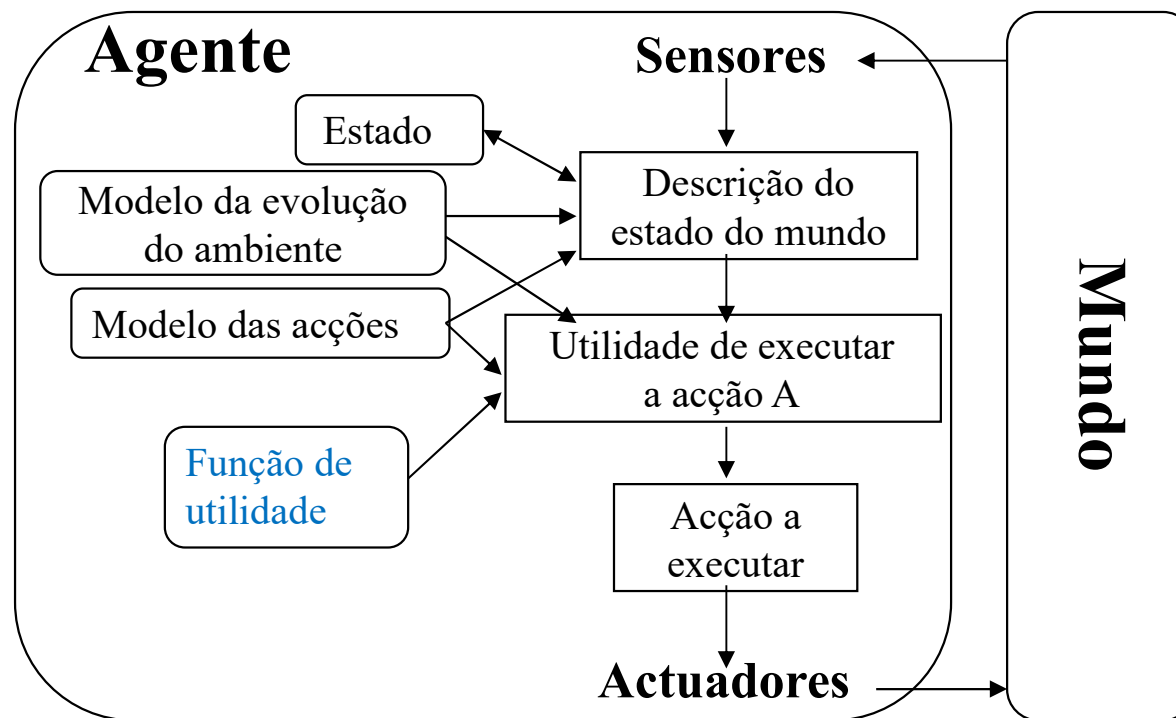 Agente
Sensores
Estado
Descrição do
estado do mundo
Modelo da evolução
do ambiente
Modelo das acções
Utilidade de executar
a acção A
Função de
utilidade
Acção a
executar
Actuadores
Mundo